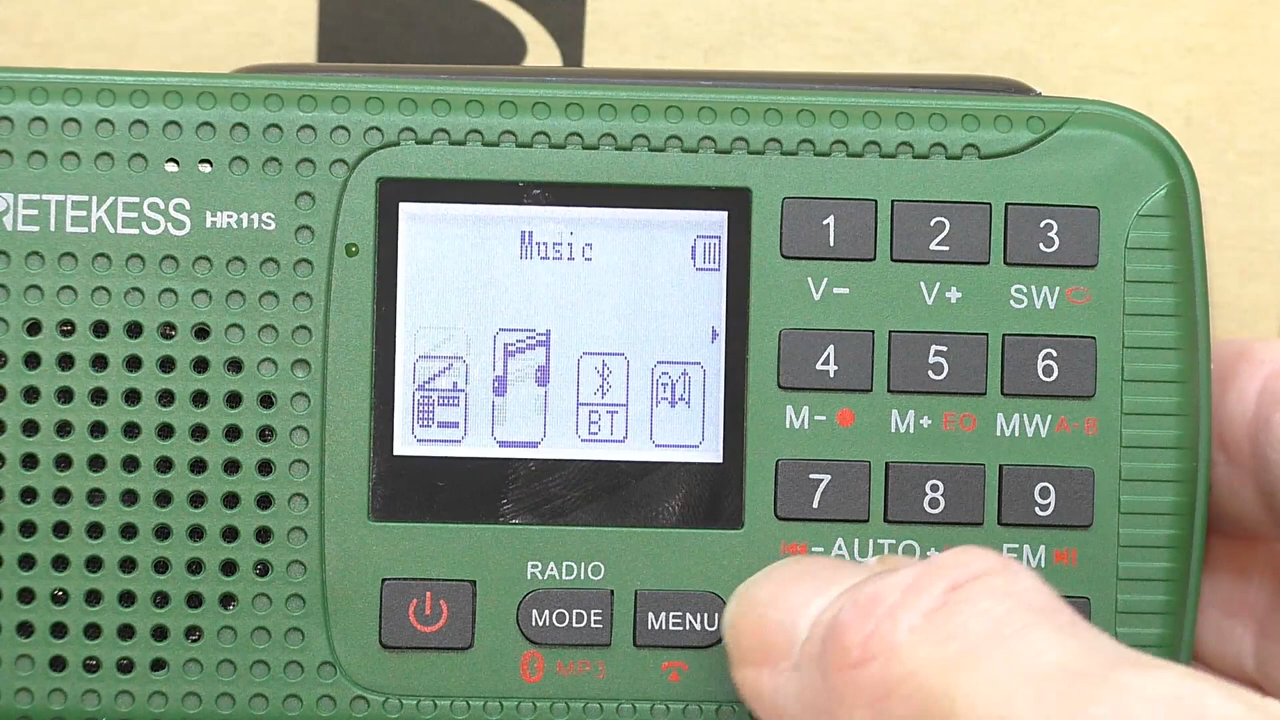 RETEKESS HR11S
Music
BT
1 2 3
V- V+ SW
4 5 6
M- M+ EQ MW A-B
7 8 9
-AUTO+ FM
RADIO
MODE MENU
MP3